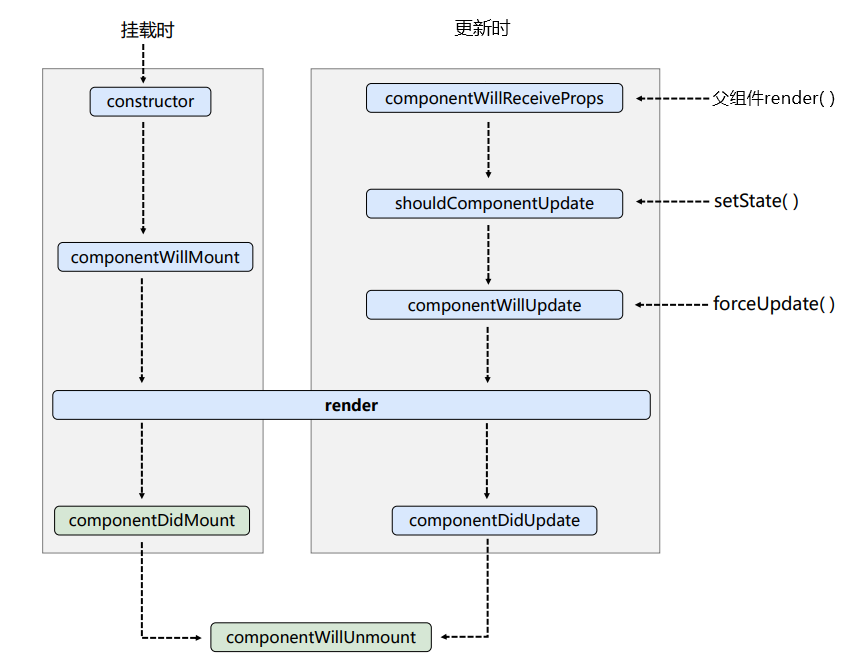 挂载时
更新时
constructor
componentWillReceiveProps
父组件render( )
shouldComponentUpdate
setState( )
componentWillMount
componentWillUpdate
forceUpdate( )
render
componentDidMount
componentDidUpdate
componentWillUnmount